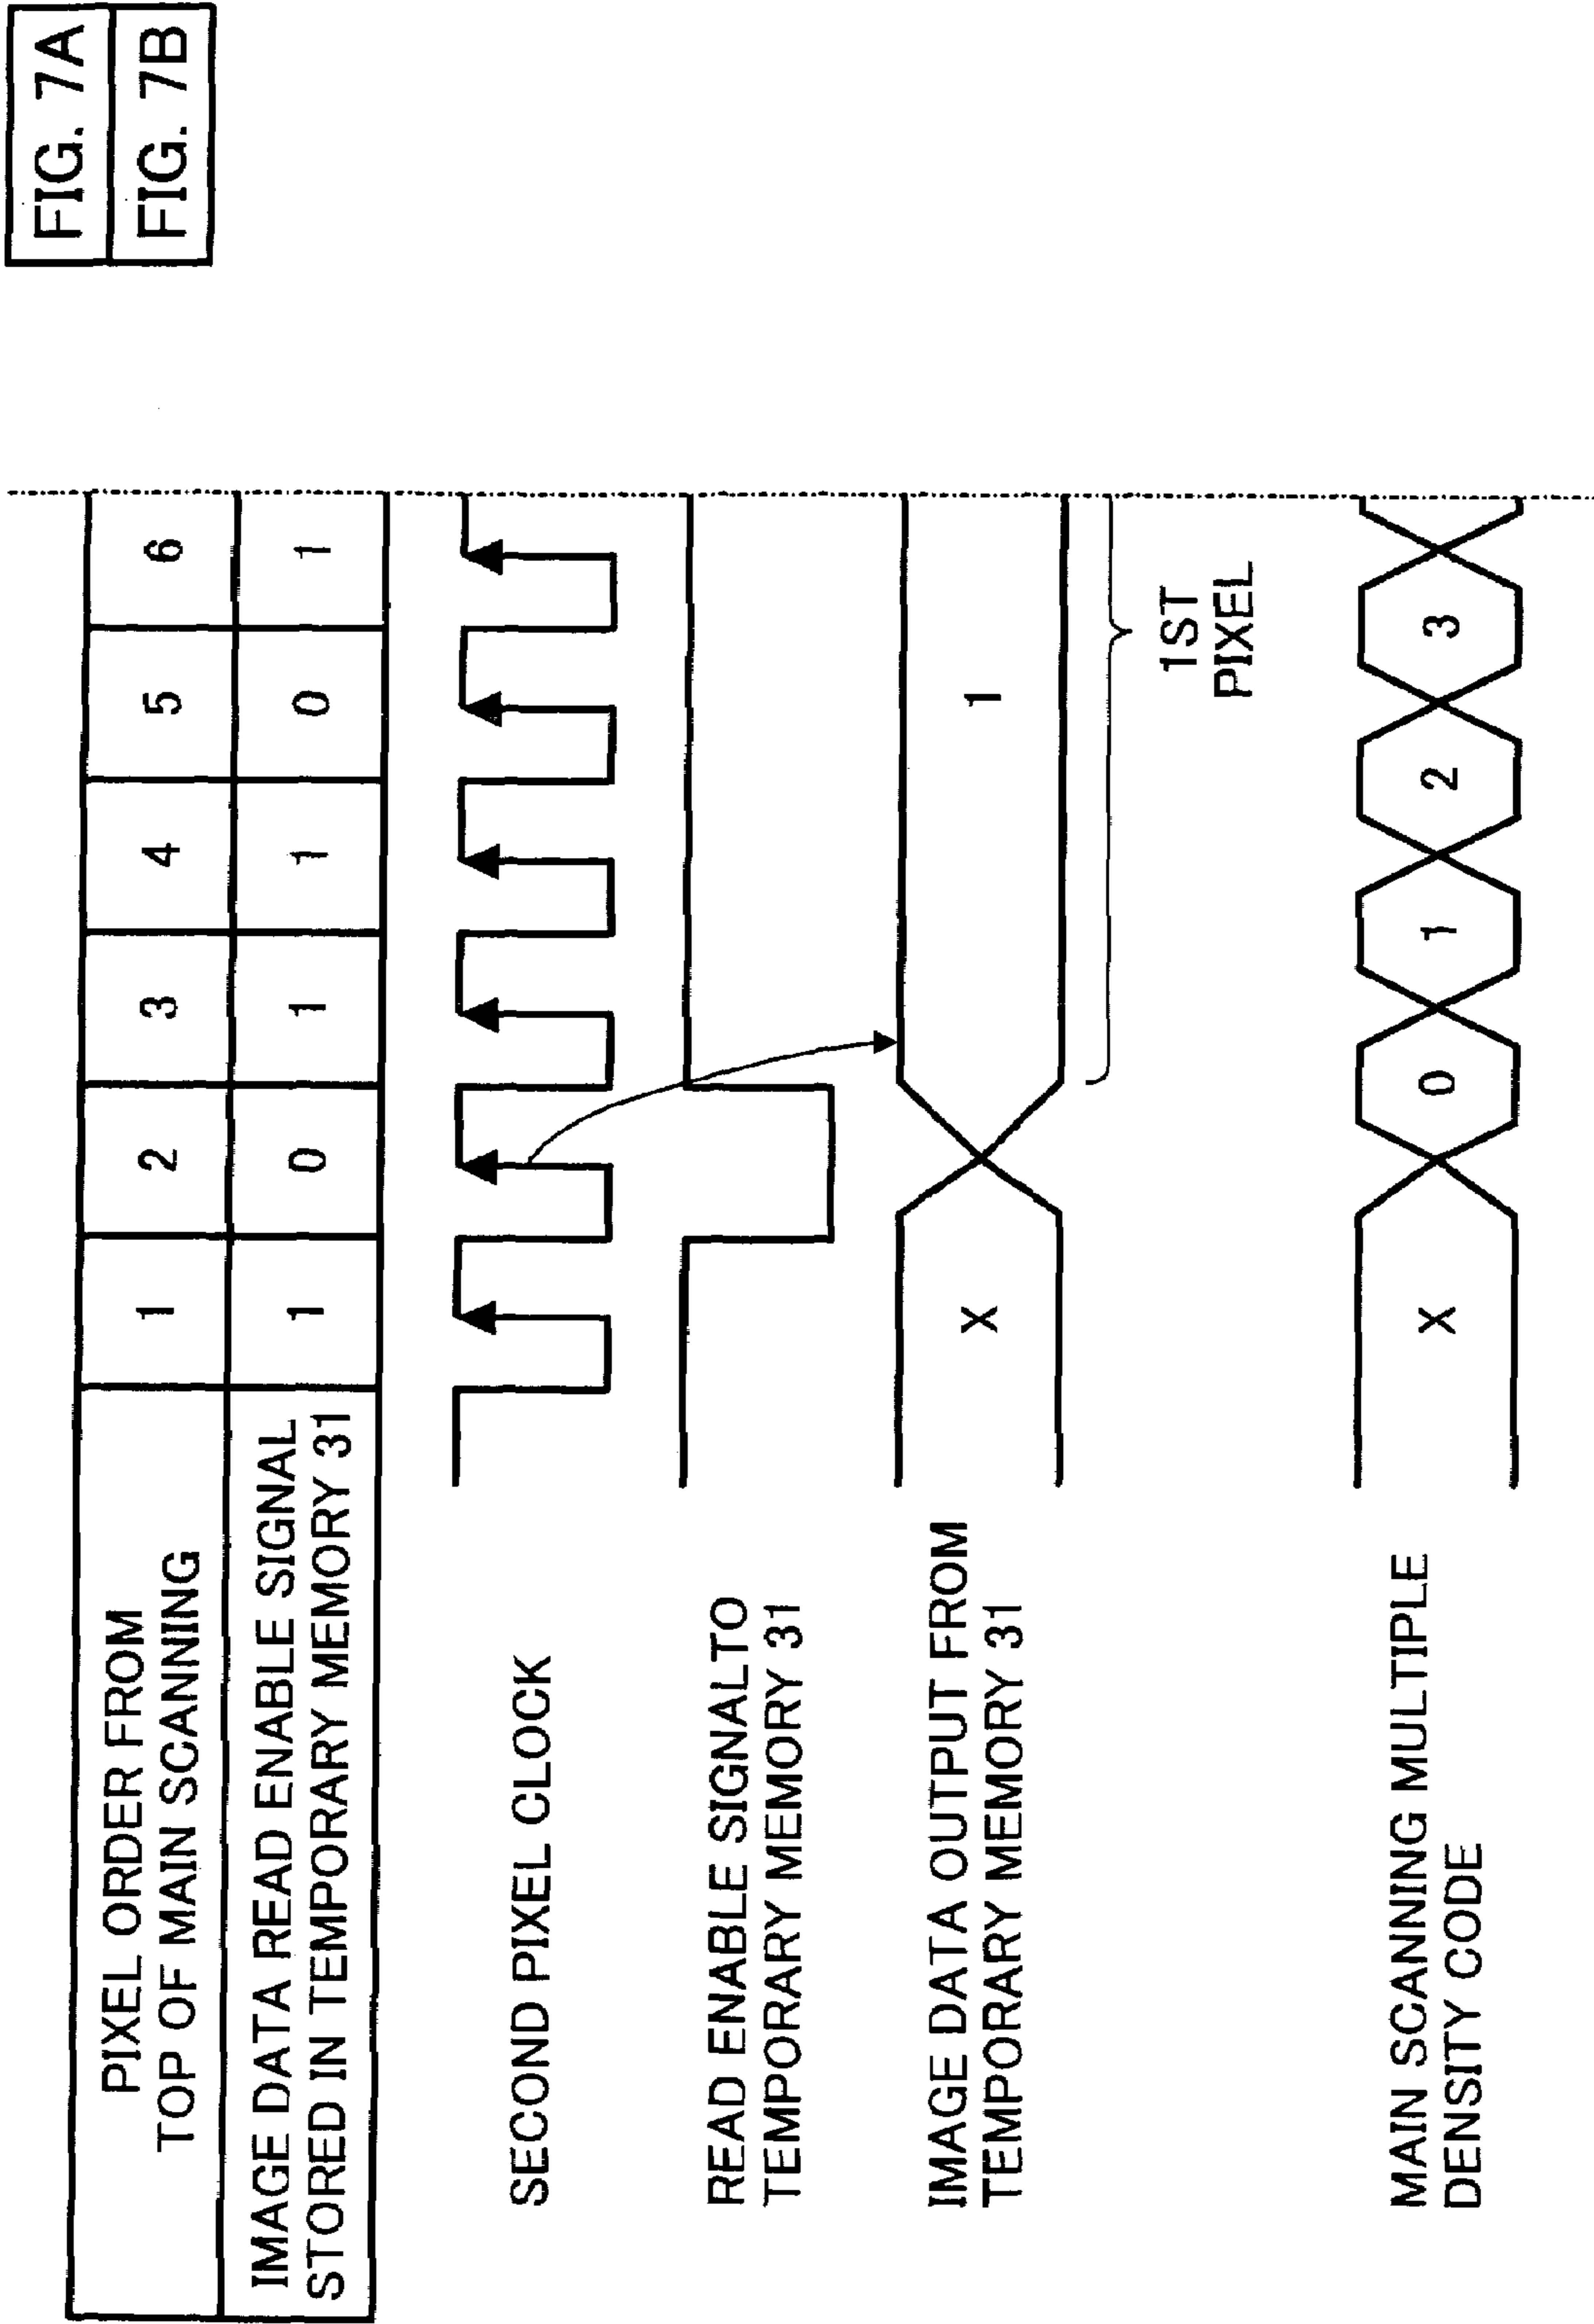 FIG. 7A
FIG. 7B
PIXEL ORDER FROM
TOP OF MAIN SCANNING
1 2 3 4 5 6
IMAGE DATA READ ENABLE SIGNAL
STORED IN TEMPORARY MEMORY 31
1 0 1 1 0 1
SECOND PIXEL CLOCK
READ ENABLE SIGNALTO
TEMPORARY MEMORY 31
IMAGE DATA OUTPUT FROM
TEMPORARY MEMORY 31
X 1
1ST
PIXEL
MAIN SCANNING MULTIPLE
DENSITY CODE
X 0 1 2 3